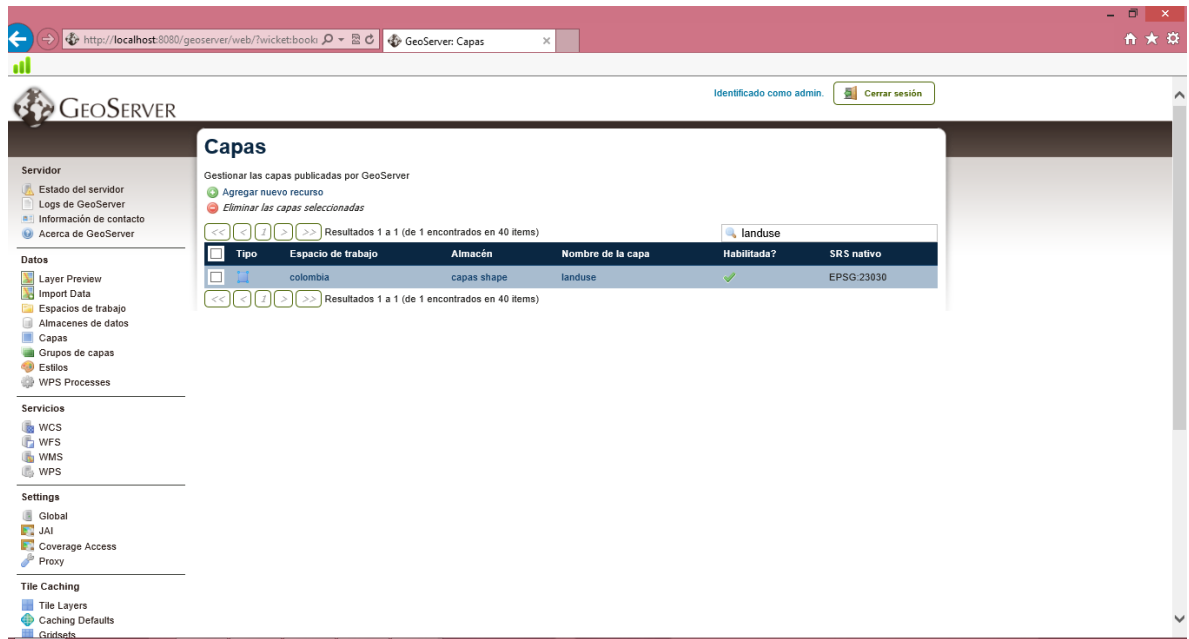 http://localhost:8080/geoserver/web/?wicket:book
GeoServer: Capas
GEOSERVER
Identificado como admin.
Cerrar sesión
Servidor
Estado del servidor
Logs de GeoServer
Información de contacto
Acerca de GeoServer
Datos
Layer Preview
Import Data
Espacios de trabajo
Almacenes de datos
Capas
Grupos de capas
Estilos
WPS Processes
Servicios
WCS
WFS
WMS
WPS
Settings
Global
JAI
Coverage Access
Proxy
Tile Caching
Tile Layers
Caching Defaults
Gridsets
Capas
Gestionar las capas publicadas por GeoServer
Agregar nuevo recurso
Eliminar las capas seleccionadas
<< < 1 > >> Resultados 1 a 1 (de 1 encontrados en 40 items) landuse
Tipo Espacio de trabajo Almacén Nombre de la capa Habilitada? SRS nativo
colombia capas shape landuse EPSG:23030
<< < 1 > >> Resultados 1 a 1 (de 1 encontrados en 40 items)